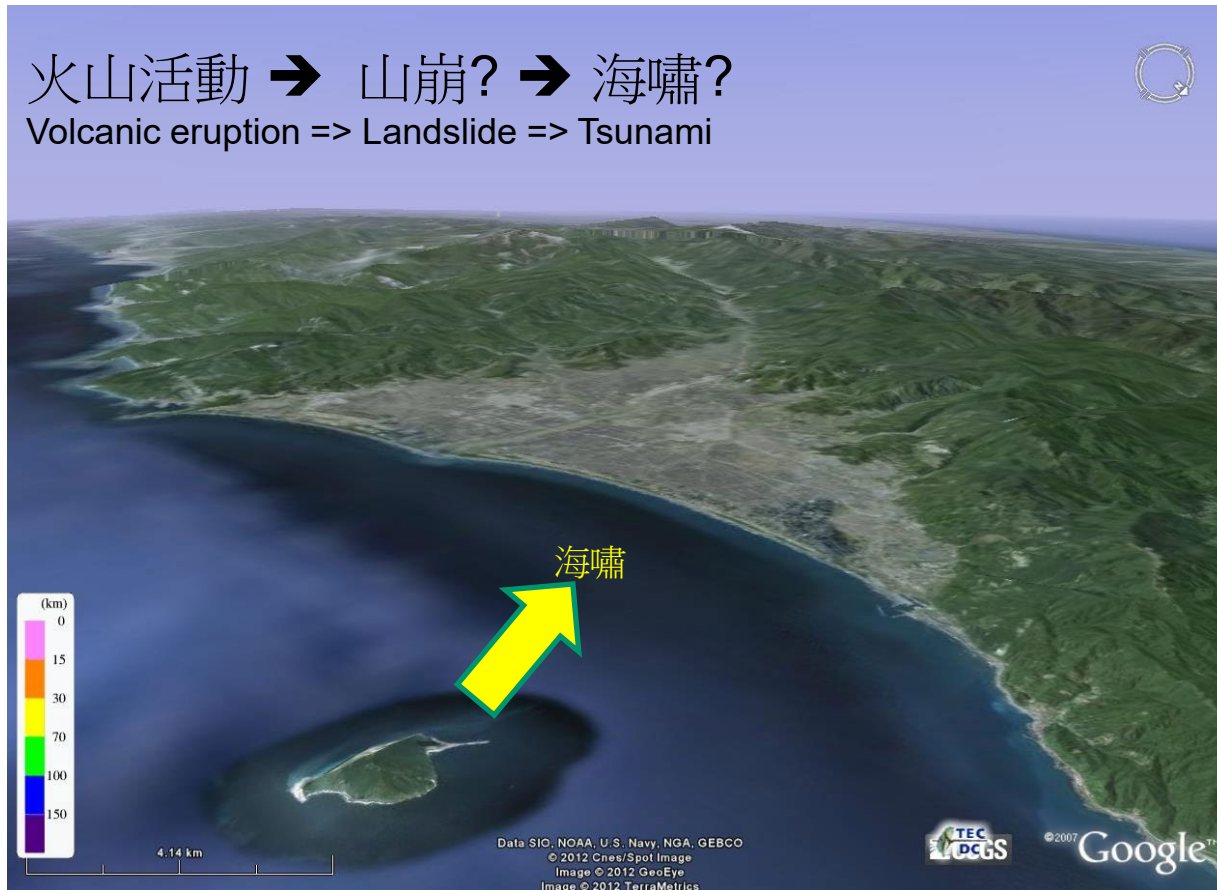 火山活動 ➔ 山崩? ➔ 海嘯?
Volcanic eruption => Landslide => Tsunami
N
海嘯
(km)
0
15
30
70
100
150
4.14 km
Data SIO, NOAA, U.S. Navy, NGA, GEBCO
© 2012 Cnes/Spot Image
Image © 2012 GeoEye
Image © 2012 TerraMetrics
TEC
DC
©2007 Google™